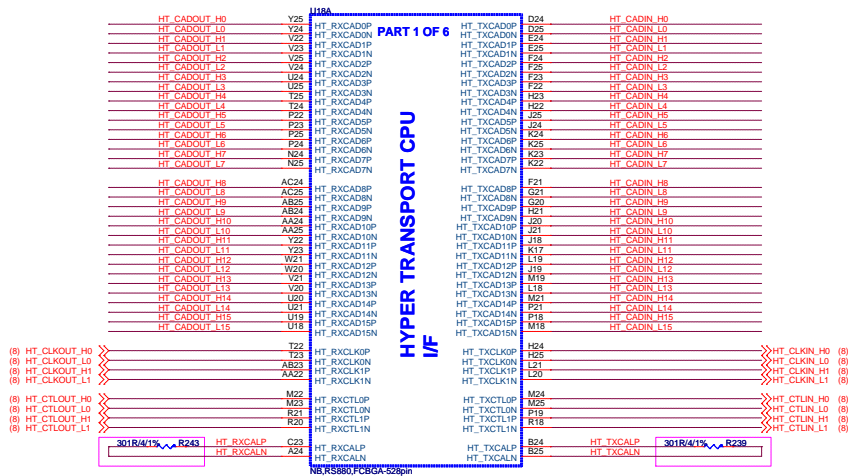 U18A
PART 1 OF 6
HYPER TRANSPORT CPU
I/F
HT_CADOUT_H0 Y25 HT_RXCAD0P HT_TXCAD0P D24 HT_CADIN_H0
HT_CADOUT_L0 Y24 HT_RXCAD0N HT_TXCAD0N D25 HT_CADIN_L0
HT_CADOUT_H1 V22 HT_RXCAD1P HT_TXCAD1P E24 HT_CADIN_H1
HT_CADOUT_L1 V23 HT_RXCAD1N HT_TXCAD1N E25 HT_CADIN_L1
HT_CADOUT_H2 V25 HT_RXCAD2P HT_TXCAD2P F24 HT_CADIN_H2
HT_CADOUT_L2 V24 HT_RXCAD2N HT_TXCAD2N F25 HT_CADIN_L2
HT_CADOUT_H3 U24 HT_RXCAD3P HT_TXCAD3P F23 HT_CADIN_H3
HT_CADOUT_L3 U25 HT_RXCAD3N HT_TXCAD3N F22 HT_CADIN_L3
HT_CADOUT_H4 T25 HT_RXCAD4P HT_TXCAD4P H23 HT_CADIN_H4
HT_CADOUT_L4 T24 HT_RXCAD4N HT_TXCAD4N H22 HT_CADIN_L4
HT_CADOUT_H5 P22 HT_RXCAD5P HT_TXCAD5P J25 HT_CADIN_H5
HT_CADOUT_L5 P23 HT_RXCAD5N HT_TXCAD5N J24 HT_CADIN_L5
HT_CADOUT_H6 P25 HT_RXCAD6P HT_TXCAD6P K24 HT_CADIN_H6
HT_CADOUT_L6 P24 HT_RXCAD6N HT_TXCAD6N K25 HT_CADIN_L6
HT_CADOUT_H7 N24 HT_RXCAD7P HT_TXCAD7P K23 HT_CADIN_H7
HT_CADOUT_L7 N25 HT_RXCAD7N HT_TXCAD7N K22 HT_CADIN_L7
HT_CADOUT_H8 AC24 HT_RXCAD8P HT_TXCAD8P F21 HT_CADIN_H8
HT_CADOUT_L8 AC25 HT_RXCAD8N HT_TXCAD8N G21 HT_CADIN_L8
HT_CADOUT_H9 AB25 HT_RXCAD9P HT_TXCAD9P G20 HT_CADIN_H9
HT_CADOUT_L9 AB24 HT_RXCAD9N HT_TXCAD9N H21 HT_CADIN_L9
HT_CADOUT_H10 AA24 HT_RXCAD10P HT_TXCAD10P J20 HT_CADIN_H10
HT_CADOUT_L10 AA25 HT_RXCAD10N HT_TXCAD10N J21 HT_CADIN_L10
HT_CADOUT_H11 Y22 HT_RXCAD11P HT_TXCAD11P J18 HT_CADIN_H11
HT_CADOUT_L11 Y23 HT_RXCAD11N HT_TXCAD11N K17 HT_CADIN_L11
HT_CADOUT_H12 W21 HT_RXCAD12P HT_TXCAD12P L19 HT_CADIN_H12
HT_CADOUT_L12 W20 HT_RXCAD12N HT_TXCAD12N J19 HT_CADIN_L12
HT_CADOUT_H13 V21 HT_RXCAD13P HT_TXCAD13P M19 HT_CADIN_H13
HT_CADOUT_L13 V20 HT_RXCAD13N HT_TXCAD13N L18 HT_CADIN_L13
HT_CADOUT_H14 U20 HT_RXCAD14P HT_TXCAD14P M21 HT_CADIN_H14
HT_CADOUT_L14 U21 HT_RXCAD14N HT_TXCAD14N P21 HT_CADIN_L14
HT_CADOUT_H15 U19 HT_RXCAD15P HT_TXCAD15P P18 HT_CADIN_H15
HT_CADOUT_L15 U18 HT_RXCAD15N HT_TXCAD15N M18 HT_CADIN_L15
(8) HT_CLKOUT_H0 T22 HT_RXCLK0P HT_TXCLK0P H24 HT_CLKIN_H0 (8)
(8) HT_CLKOUT_L0 T23 HT_RXCLK0N HT_TXCLK0N H25 HT_CLKIN_L0 (8)
(8) HT_CLKOUT_H1 AB23 HT_RXCLK1P HT_TXCLK1P L21 HT_CLKIN_H1 (8)
(8) HT_CLKOUT_L1 AA22 HT_RXCLK1N HT_TXCLK1N L20 HT_CLKIN_L1 (8)
(8) HT_CTLOUT_H0 M22 HT_RXCTL0P HT_TXCTL0P M24 HT_CTLIN_H0 (8)
(8) HT_CTLOUT_L0 M23 HT_RXCTL0N HT_TXCTL0N M25 HT_CTLIN_L0 (8)
(8) HT_CTLOUT_H1 R21 HT_RXCTL1P HT_TXCTL1P P19 HT_CTLIN_H1 (8)
(8) HT_CTLOUT_L1 R20 HT_RXCTL1N HT_TXCTL1N R18 HT_CTLIN_L1 (8)
301R/4/1% R243 HT_RXCALP C23 HT_RXCALP HT_TXCALP B24 HT_TXCALP 301R/4/1% R239
HT_RXCALN A24 HT_RXCALN HT_TXCALN B25 HT_TXCALN
NB,RS880,FCBGA-528pin